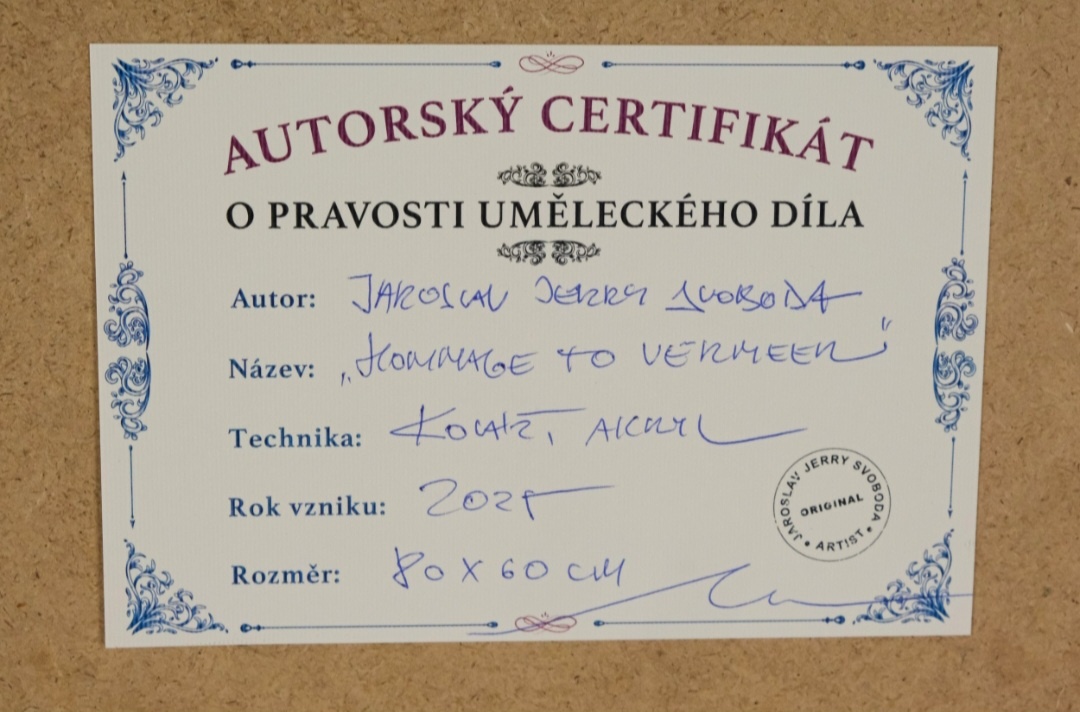 AUTORSKÝ CERTIFIKÁT
O PRAVOSTI UMĚLECKÉHO DÍLA
Autor: JAROSLAV JERRY SVOBODA
Název: „HOMMAGE TO VERMEER"
Technika: KOLÁŽ, AKRYL
Rok vzniku: 2025
Rozměr: 80 X 60 CM
JAROSLAV JERRY SVOBODA
ORIGINAL
• ARTIST •